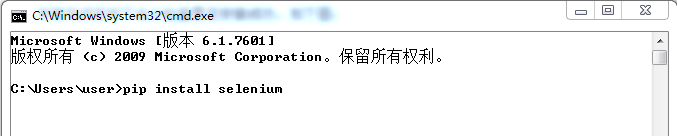 C:\Windows\system32\cmd.exe
Microsoft Windows [版本 6.1.7601]
版权所有 (c) 2009 Microsoft Corporation。保留所有权利。
C:\Users\user>pip install selenium